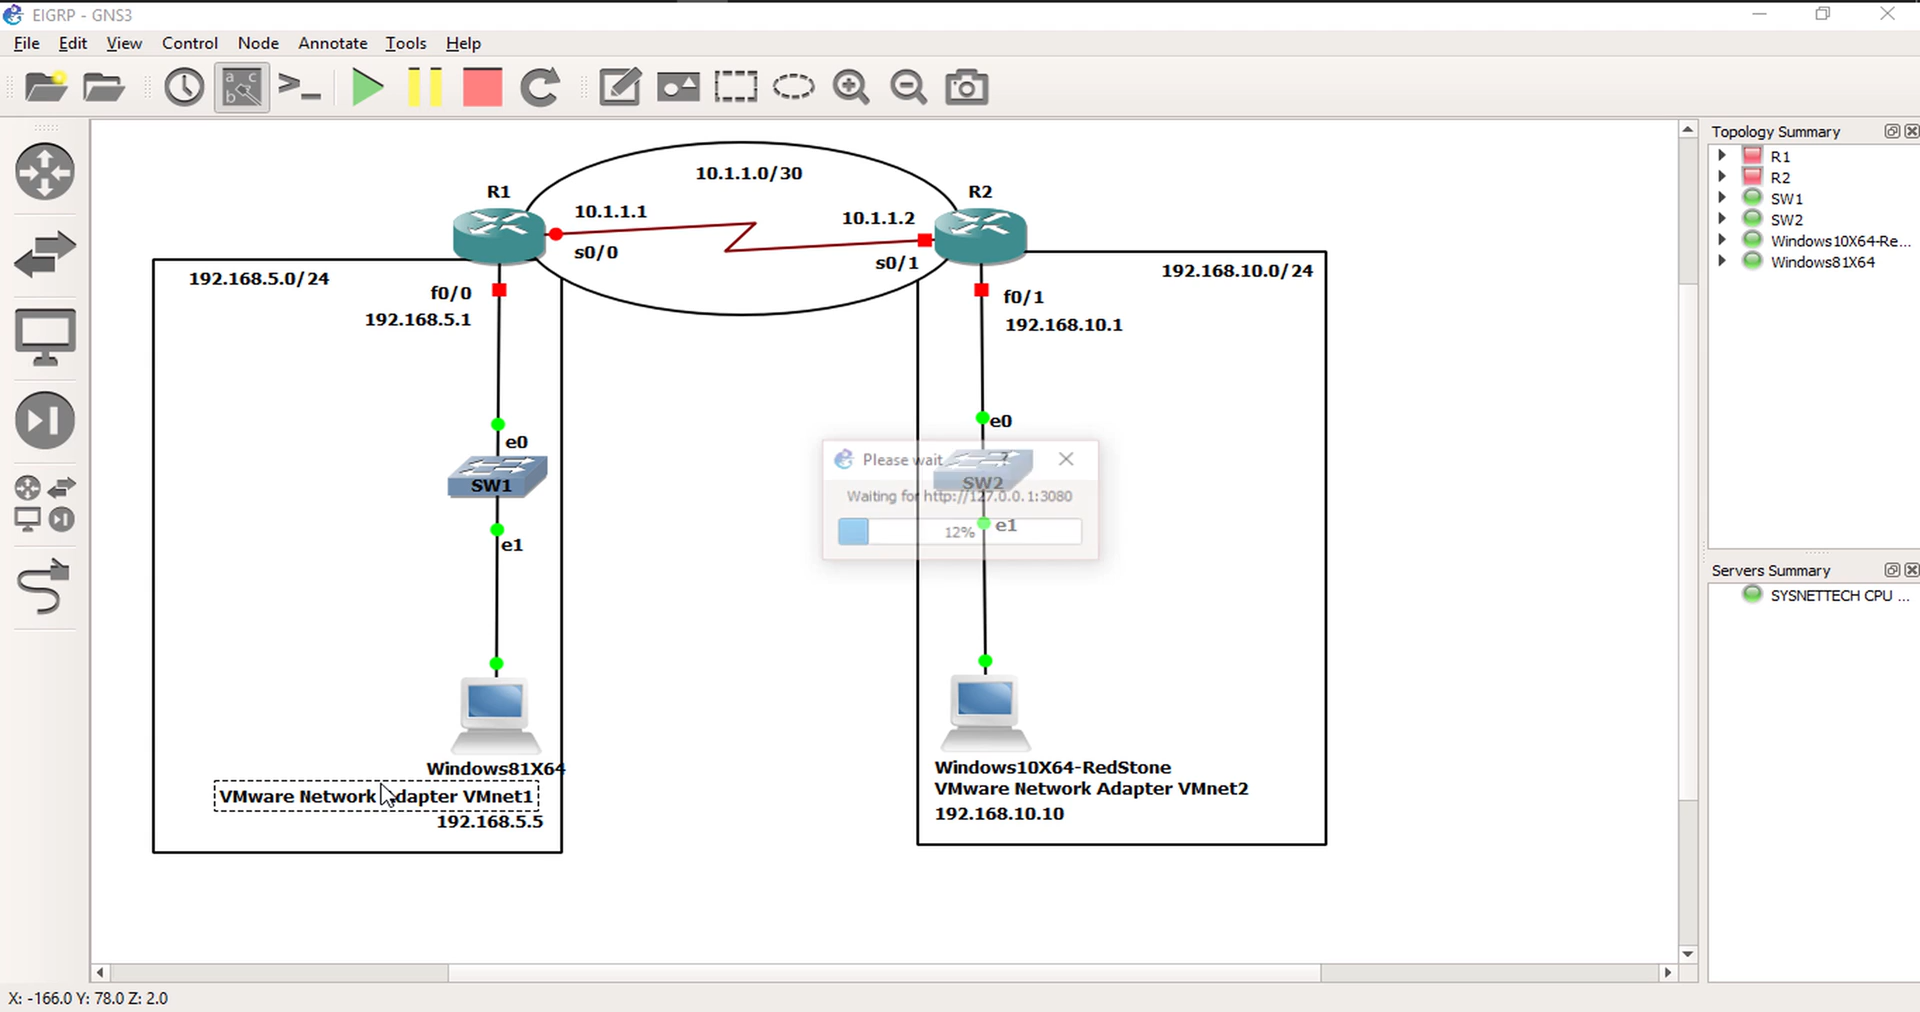 EIGRP - GNS3
File Edit View Control Node Annotate Tools Help
Topology Summary
R1
R2
SW1
SW2
Windows10X64-Re...
Windows81X64
Servers Summary
SYSNETTECH CPU ...
10.1.1.0/30
R1
10.1.1.1
s0/0
R2
10.1.1.2
s0/1
192.168.5.0/24
f0/0
192.168.5.1
e0
SW1
e1
Windows81X64
VMware Network Adapter VMnet1
192.168.5.5
192.168.10.0/24
f0/1
192.168.10.1
e0
SW2
e1
Windows10X64-RedStone
VMware Network Adapter VMnet2
192.168.10.10
Please wait ?
Waiting for http://127.0.0.1:3080
12%
X: -166.0 Y: 78.0 Z: 2.0